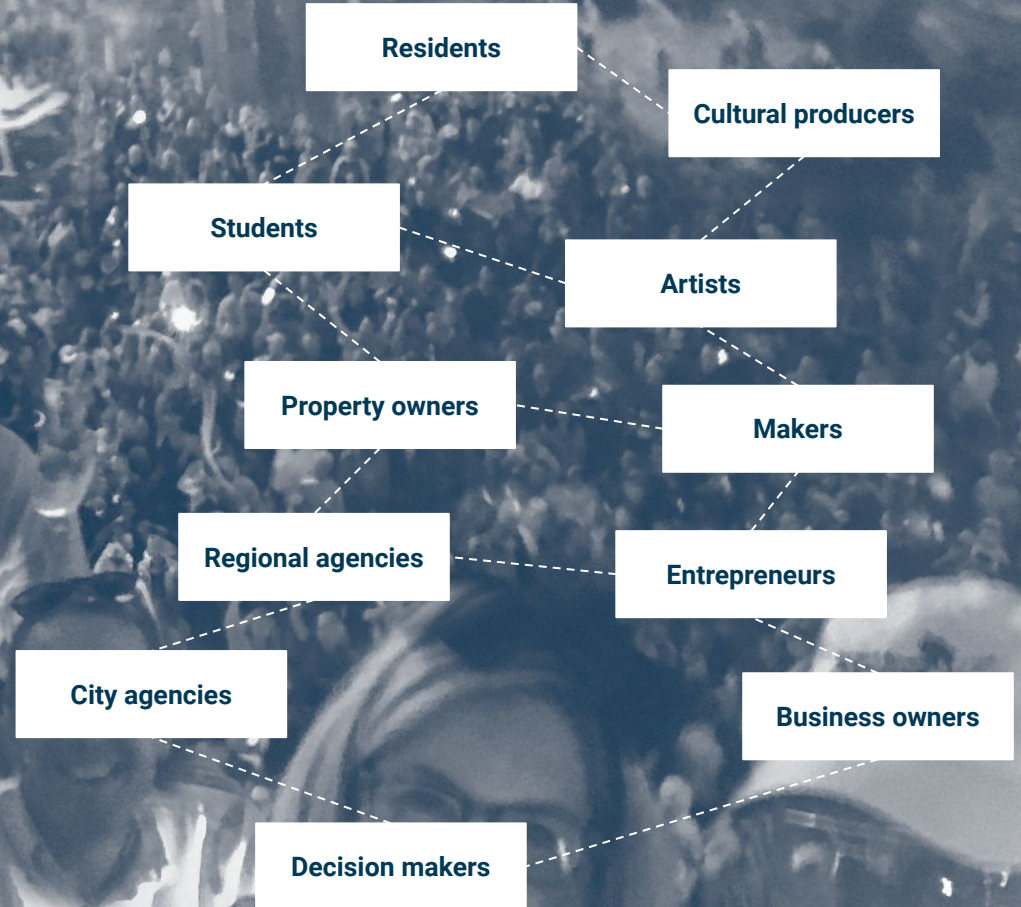 Residents
Cultural producers
Students
Artists
Property owners
Makers
Regional agencies
Entrepreneurs
City agencies
Business owners
Decision makers